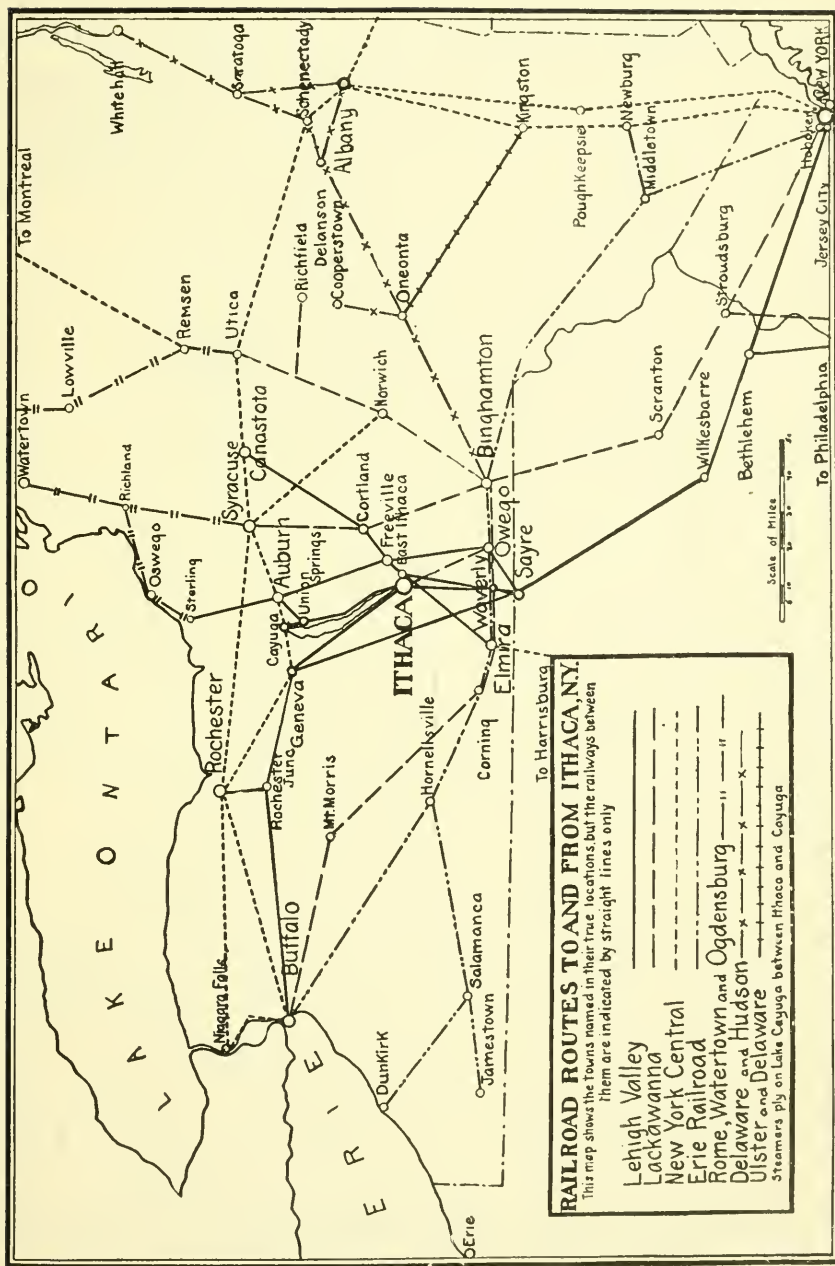 To Montreal
Watertown
Lowville
Remsen
Utica
Whitehall
Saratoga
Schenectady
Albany
Delanson
Richfield
Cooperstown
Oneonta
Kingston
PoughKeepsie
Newburg
Middletown
Hoboken
NEW YORK
Jersey City
Stroudsburg
Scranton
Wilkesbarre
Bethlehem
To Philadelphia
Norwich
Binghamton
Richland
Oswego
Sterling
Syracuse
Canastota
Cortland
Freeville
East Ithaca
Auburn
Union
Springs
Cayuga
ITHACA
Owego
Waverly
Sayre
Elmira
Corning
To Harrisburg
LAKE ONTARIO
Rochester
Geneva
Rochester
Junc
Mt. Morris
Hornellsville
Niagara Falls
Buffalo
Salamanca
Jamestown
DunKirk
ERIE
Erie
Scale of Miles
RAILROAD ROUTES TO AND FROM ITHACA, N.Y.
This map shows the towns named in their true locations, but the railways between
them are indicated by straight lines only
Lehigh Valley
Lackawanna
New York Central
Erie Railroad
Rome, Watertown and Ogdensburg
Delaware and Hudson
Ulster and Delaware
Steamers ply on Lake Cayuga between Ithaca and Cayuga